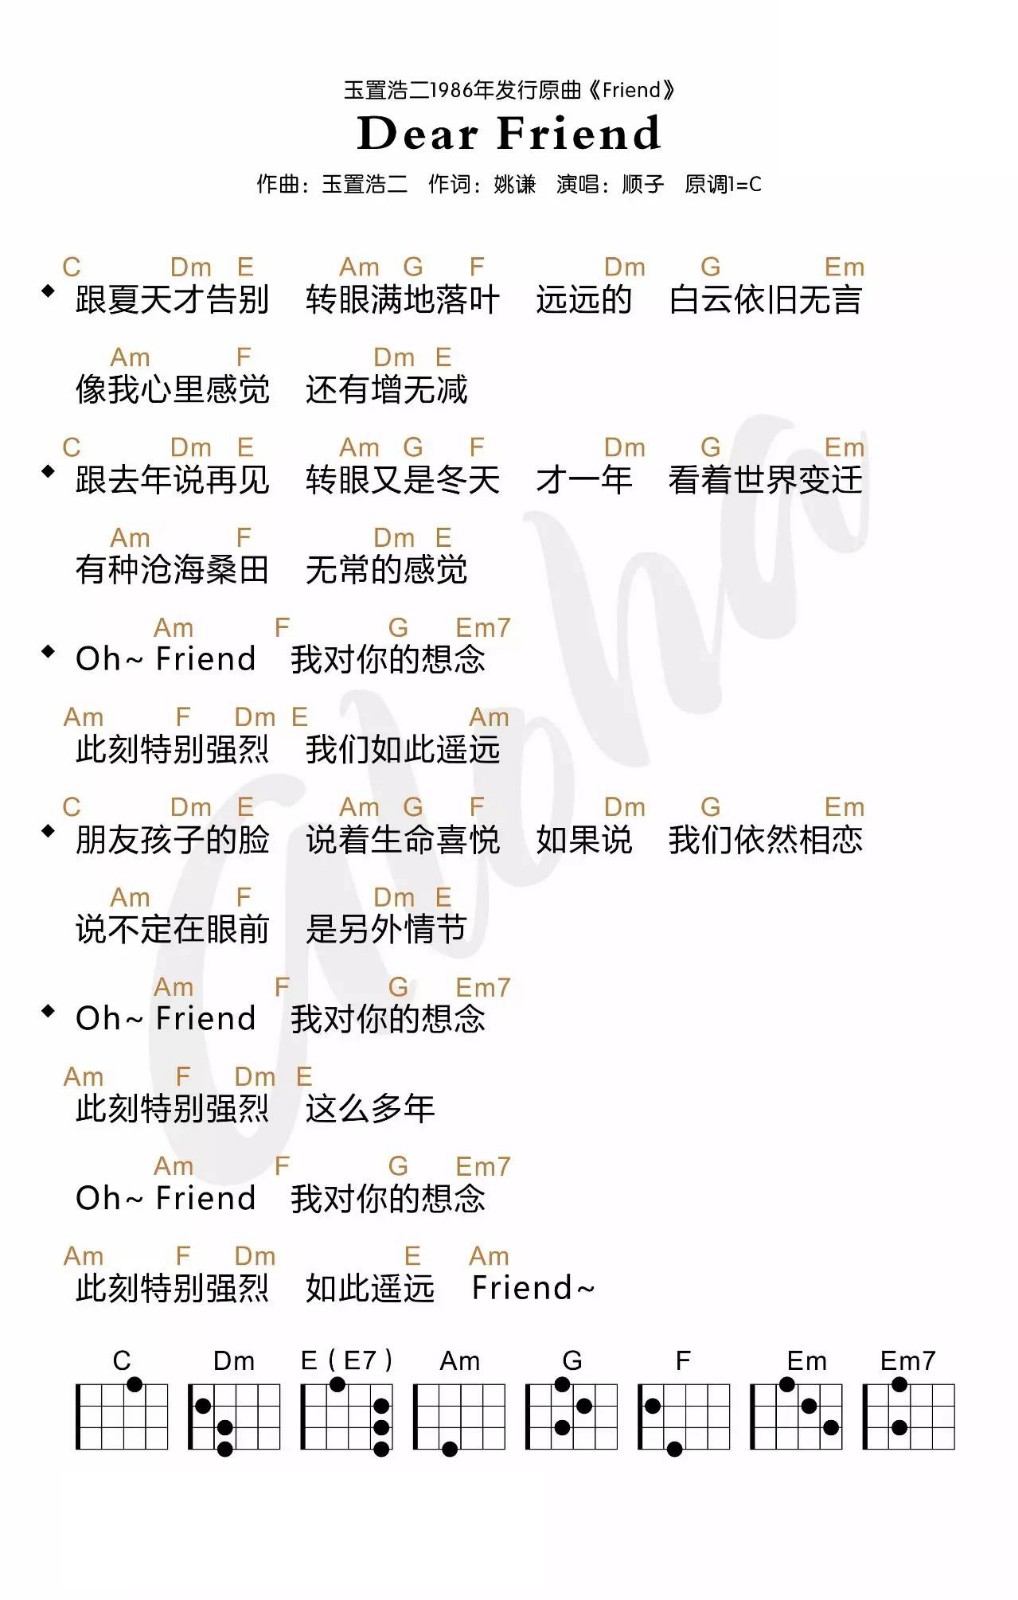 玉置浩二1986年发行原曲《Friend》
Dear Friend
作曲：玉置浩二 作词：姚谦 演唱：顺子 原调1=C
C Dm E Am G F Dm G Em
◆ 跟夏天才告别 转眼满地落叶 远远的 白云依旧无言
Am F Dm E
像我心里感觉 还有增无减
C Dm E Am G F Dm G Em
◆ 跟去年说再见 转眼又是冬天 才一年 看着世界变迁
Am F Dm E
有种沧海桑田 无常的感觉
Am F G Em7
◆ Oh~ Friend 我对你的想念
Am F Dm E Am
此刻特别强烈 我们如此遥远
C Dm E Am G F Dm G Em
◆ 朋友孩子的脸 说着生命喜悦 如果说 我们依然相恋
Am F Dm E
说不定在眼前 是另外情节
Am F G Em7
◆ Oh~ Friend 我对你的想念
Am F Dm E
此刻特别强烈 这么多年
Am F G Em7
Oh~ Friend 我对你的想念
Am F Dm E Am
此刻特别强烈 如此遥远 Friend~
C Dm E（E7） Am G F Em Em7
Aloha